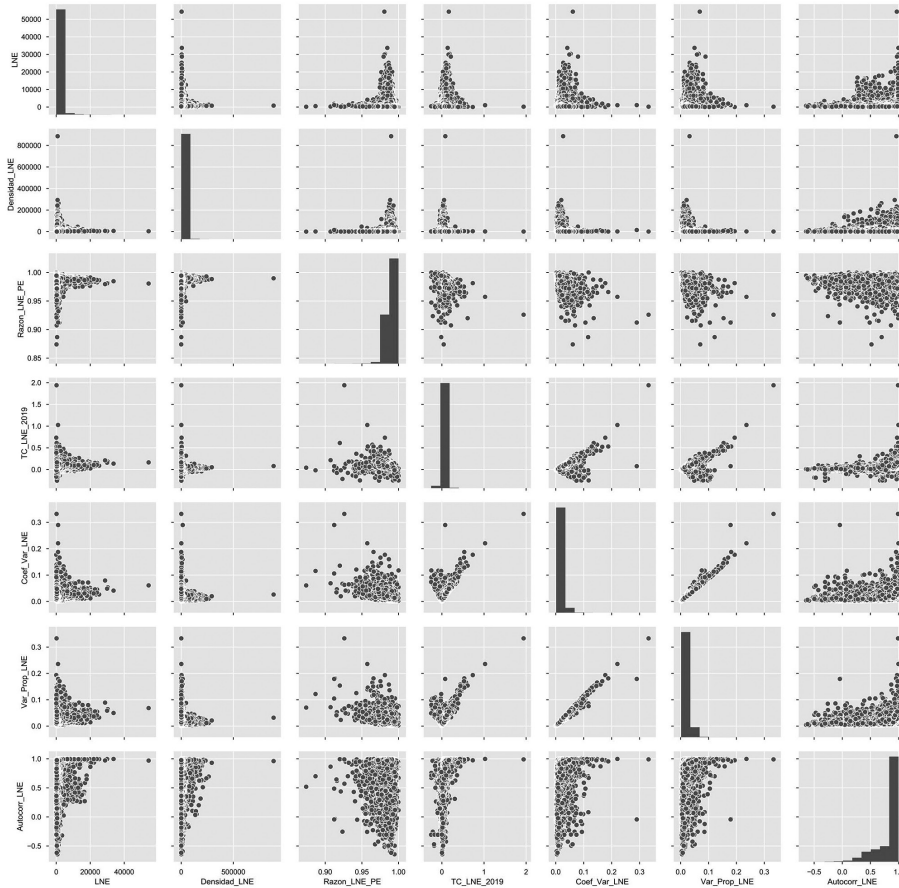 50000
40000
30000
20000
10000
0
LNE
800000
600000
400000
200000
0
Densidad_LNE
1.00
0.95
0.90
0.85
Razon_LNE_PE
2.0
1.5
1.0
0.5
0.0
TC_LNE_2019
0.3
0.2
0.1
0.0
Coef_Var_LNE
0.3
0.2
0.1
0.0
Var_Prop_LNE
1.0
0.5
0.0
−0.5
Autocorr_LNE
0 20000 40000
0 500000
0.90 0.95 1.00
0 1 2
0.0 0.1 0.2 0.3
0.0 0.1 0.2 0.3
−0.5 0.0 0.5 1.0
LNE Densidad_LNE Razon_LNE_PE TC_LNE_2019 Coef_Var_LNE Var_Prop_LNE Autocorr_LNE